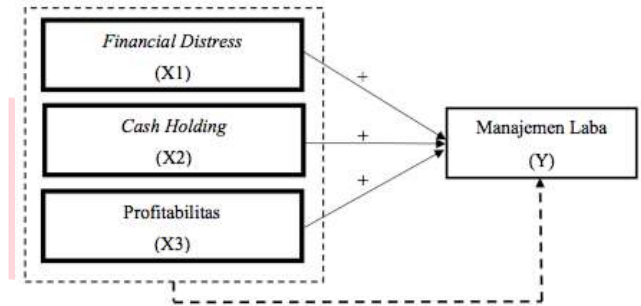 Financial Distress
(X1)
+
Cash Holding
(X2)
+
Manajemen Laba
(Y)
+
Profitabilitas
(X3)